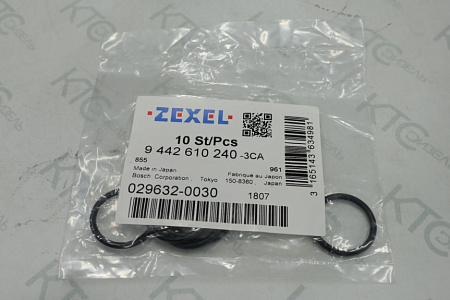 ZEXEL
10 St/Pcs
9 442 610 240 -3CA
855 961
Made in Japan Fabriqué au Japon
Bosch Corporation, Tokyo 150-8360, Japan
029632-0030 1807
3 165143 634981